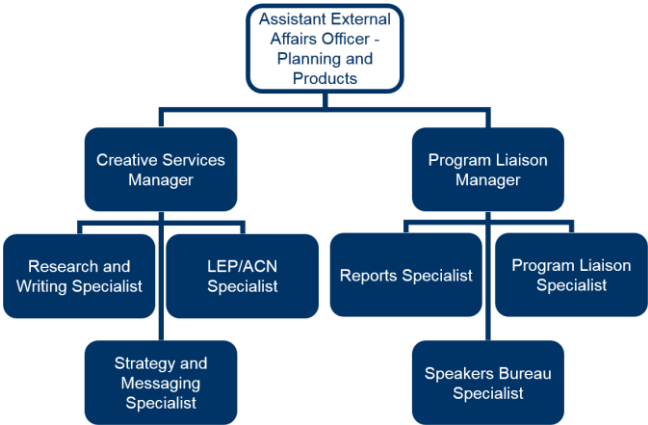 Assistant External
Affairs Officer -
Planning and
Products
Creative Services
Manager
Program Liaison
Manager
Research and
Writing Specialist
LEP/ACN
Specialist
Reports Specialist
Program Liaison
Specialist
Strategy and
Messaging
Specialist
Speakers Bureau
Specialist